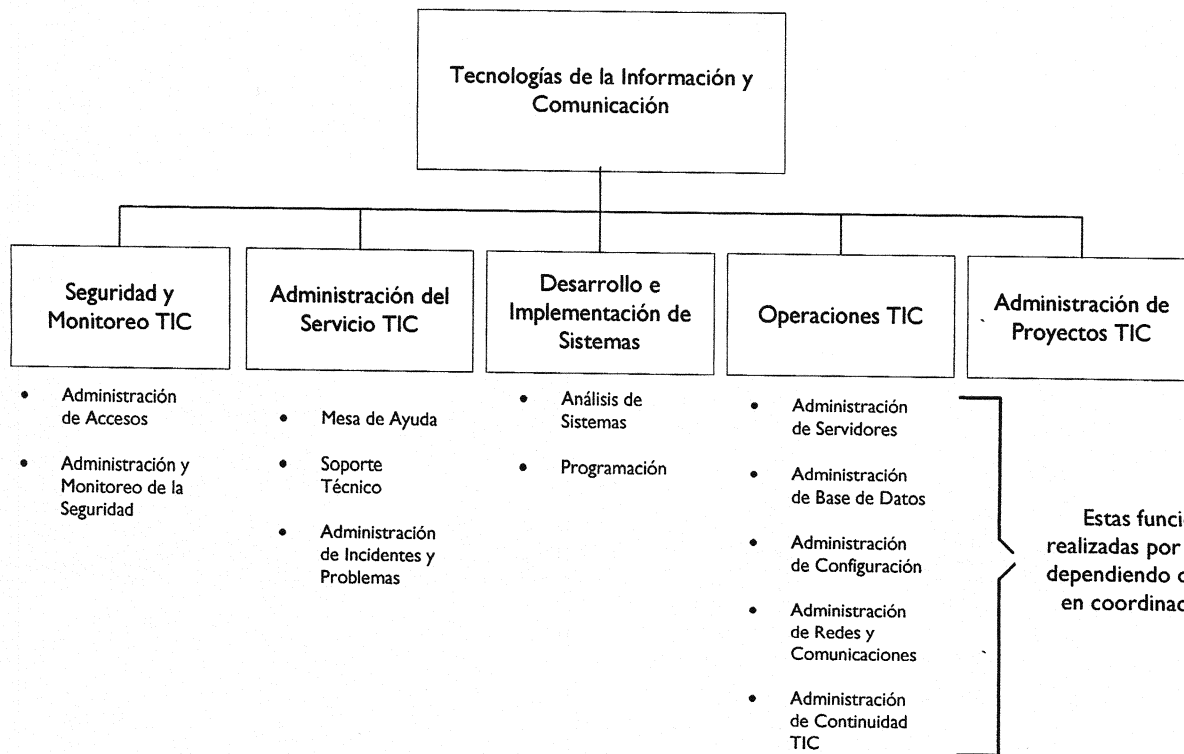 Tecnologías de la Información y
Comunicación
Seguridad y
Monitoreo TIC
Administración del
Servicio TIC
Desarrollo e
Implementación de
Sistemas
Operaciones TIC
Administración de
Proyectos TIC
• Administración
de Accesos
• Administración y
Monitoreo de la
Seguridad
• Mesa de Ayuda
• Soporte
Técnico
• Administración
de Incidentes y
Problemas
• Análisis de
Sistemas
• Programación
• Administración
de Servidores
• Administración
de Base de Datos
• Administración
de Configuración
• Administración
de Redes y
Comunicaciones
• Administración
de Continuidad
TIC
Estas
realizadas por
dependiendo
en